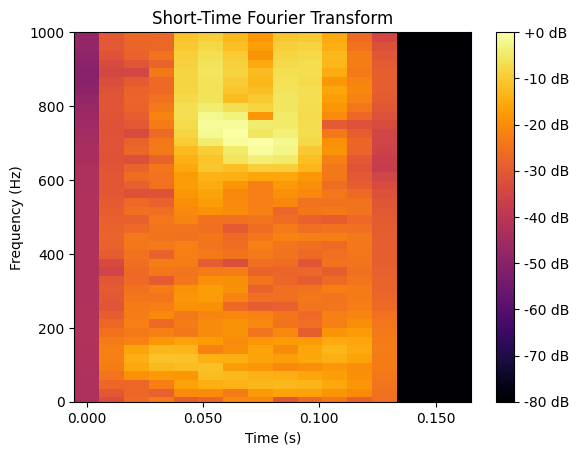 Short-Time Fourier Transform
1000
800
600
400
200
0
Frequency (Hz)
0.000
0.050
0.100
0.150
Time (s)
+0 dB
-10 dB
-20 dB
-30 dB
-40 dB
-50 dB
-60 dB
-70 dB
-80 dB